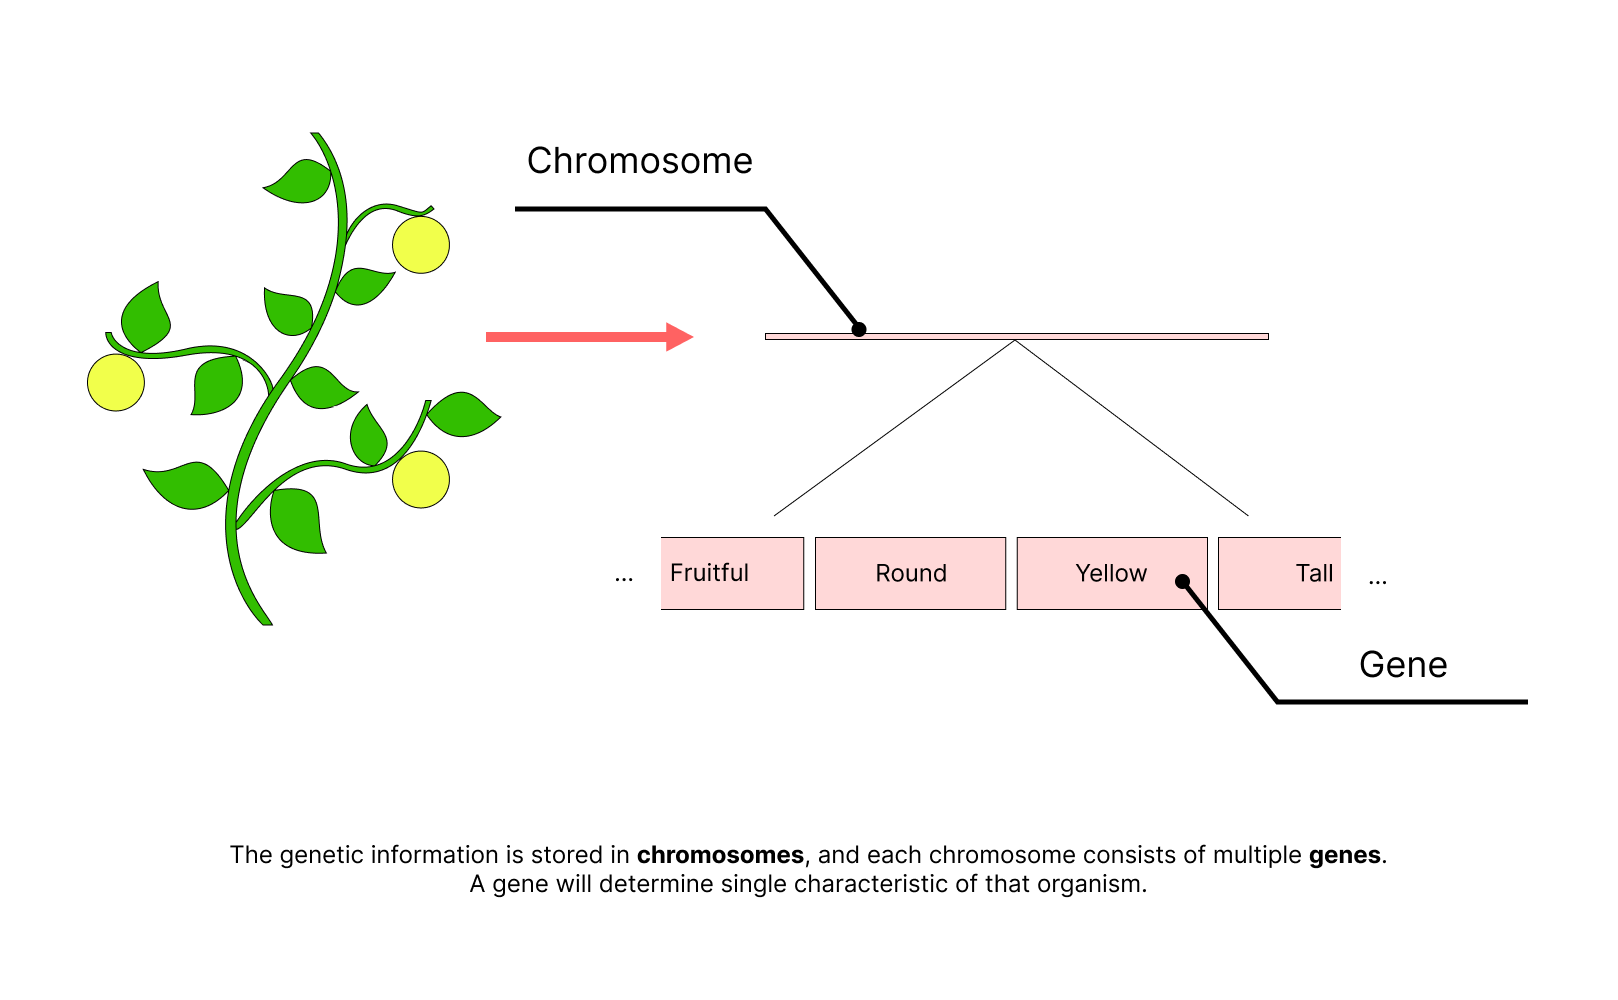 Chromosome
... Fruitful Round Yellow Tall ...
Gene
The genetic information is stored in chromosomes, and each chromosome consists of multiple genes.
A gene will determine single characteristic of that organism.